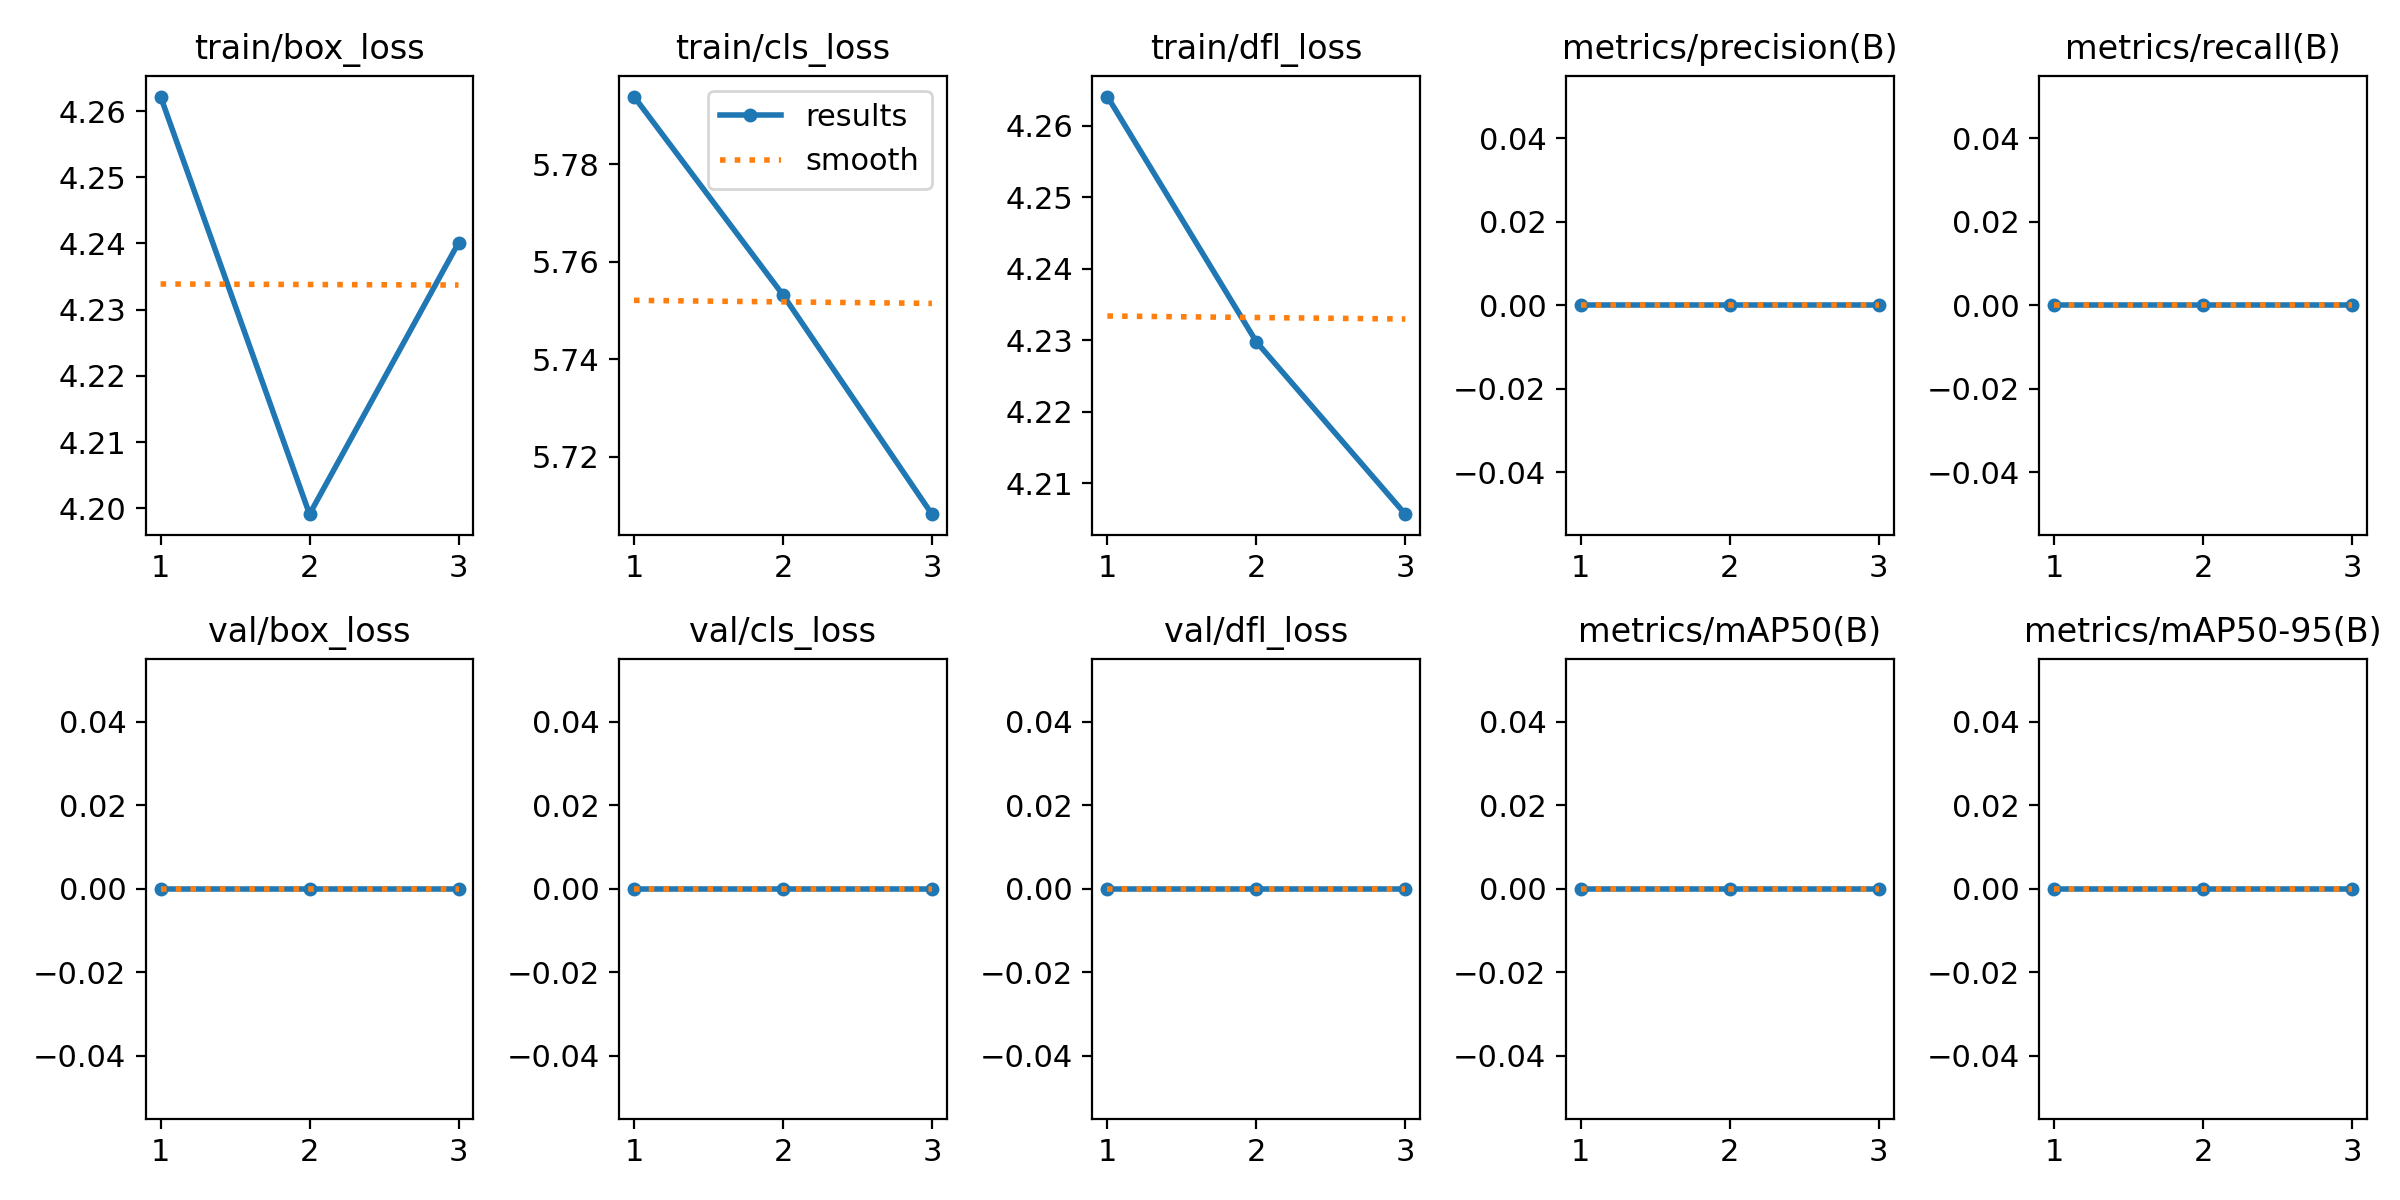 train/box_loss
4.26
4.25
4.24
4.23
4.22
4.21
4.20
1 2 3
train/cls_loss
results
smooth
5.78
5.76
5.74
5.72
1 2 3
train/dfl_loss
4.26
4.25
4.24
4.23
4.22
4.21
1 2 3
metrics/precision(B)
0.04
0.02
0.00
−0.02
−0.04
1 2 3
metrics/recall(B)
0.04
0.02
0.00
−0.02
−0.04
1 2 3
val/box_loss
0.04
0.02
0.00
−0.02
−0.04
1 2 3
val/cls_loss
0.04
0.02
0.00
−0.02
−0.04
1 2 3
val/dfl_loss
0.04
0.02
0.00
−0.02
−0.04
1 2 3
metrics/mAP50(B)
0.04
0.02
0.00
−0.02
−0.04
1 2 3
metrics/mAP50-95(B)
0.04
0.02
0.00
−0.02
−0.04
1 2 3